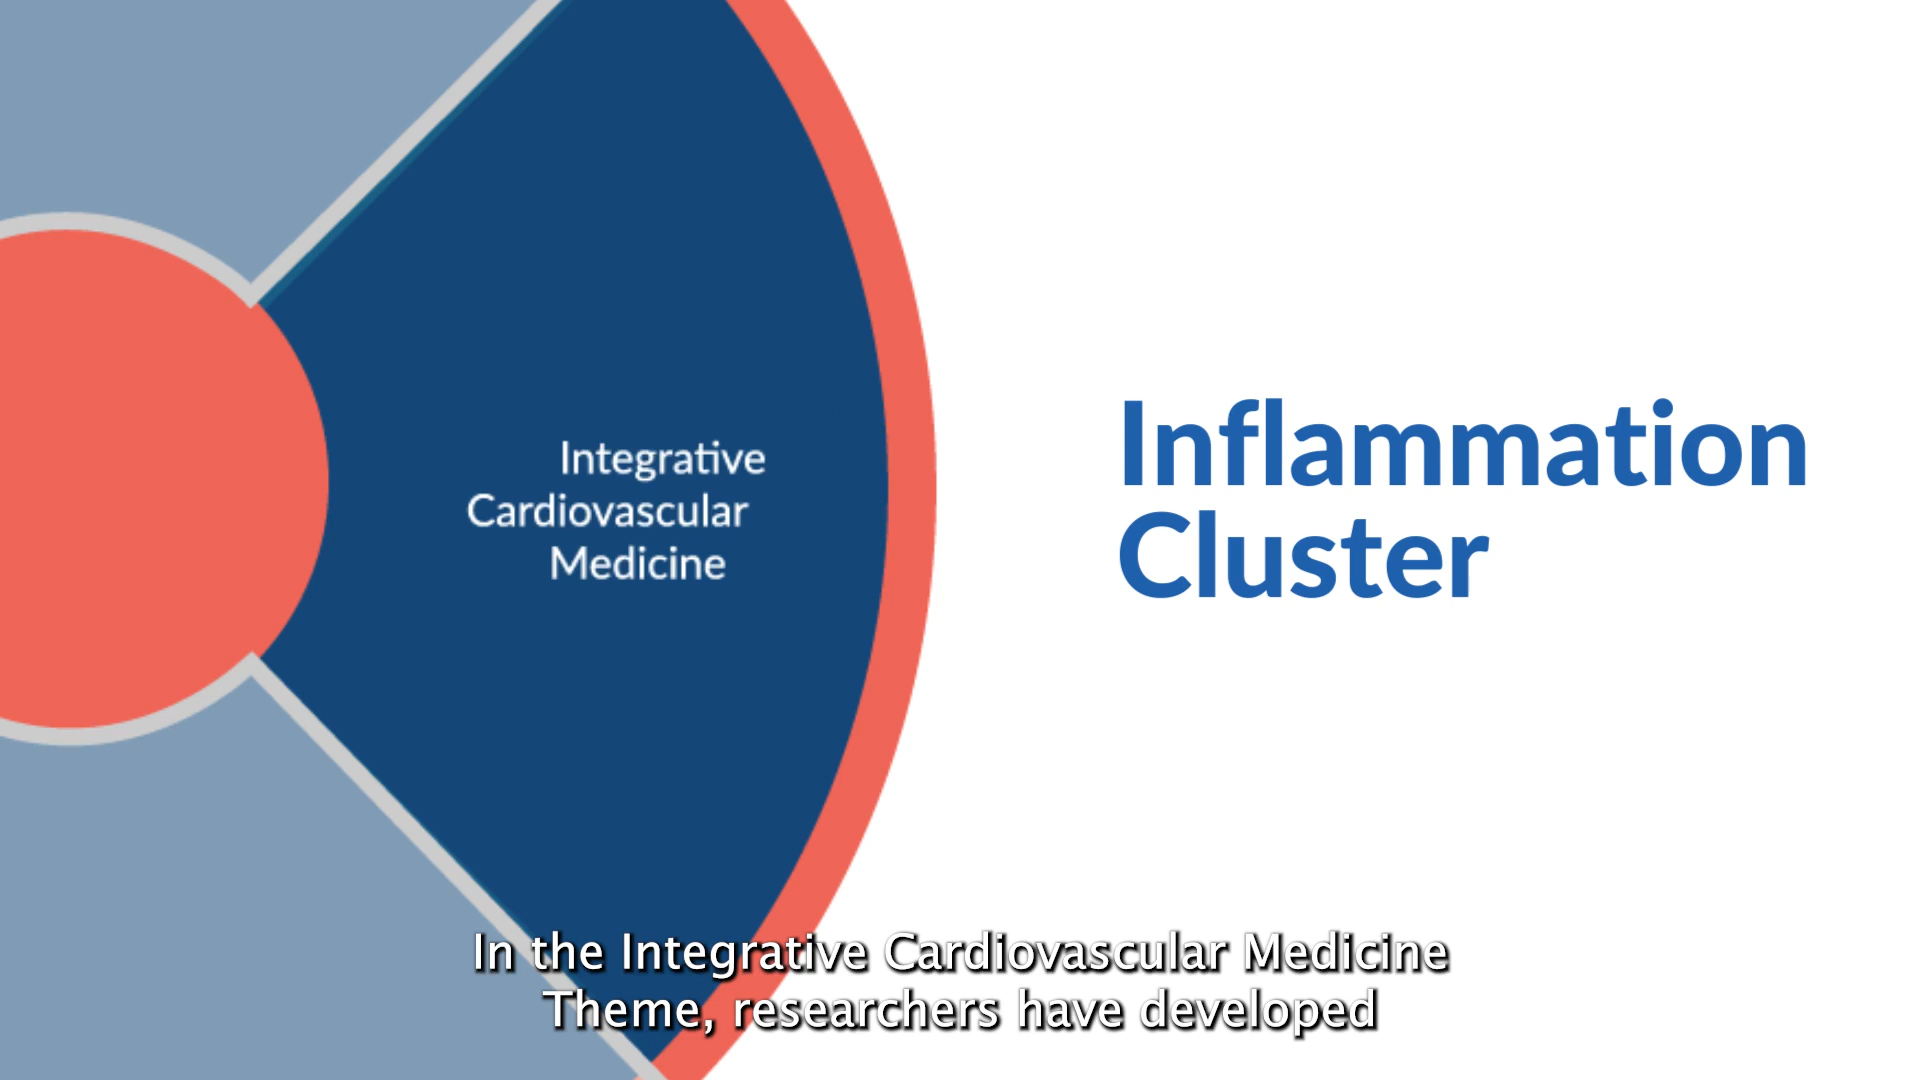 Integrative
Cardiovascular
Medicine
Inflammation
Cluster
In the Integrative Cardiovascular Medicine
Theme, researchers have developed